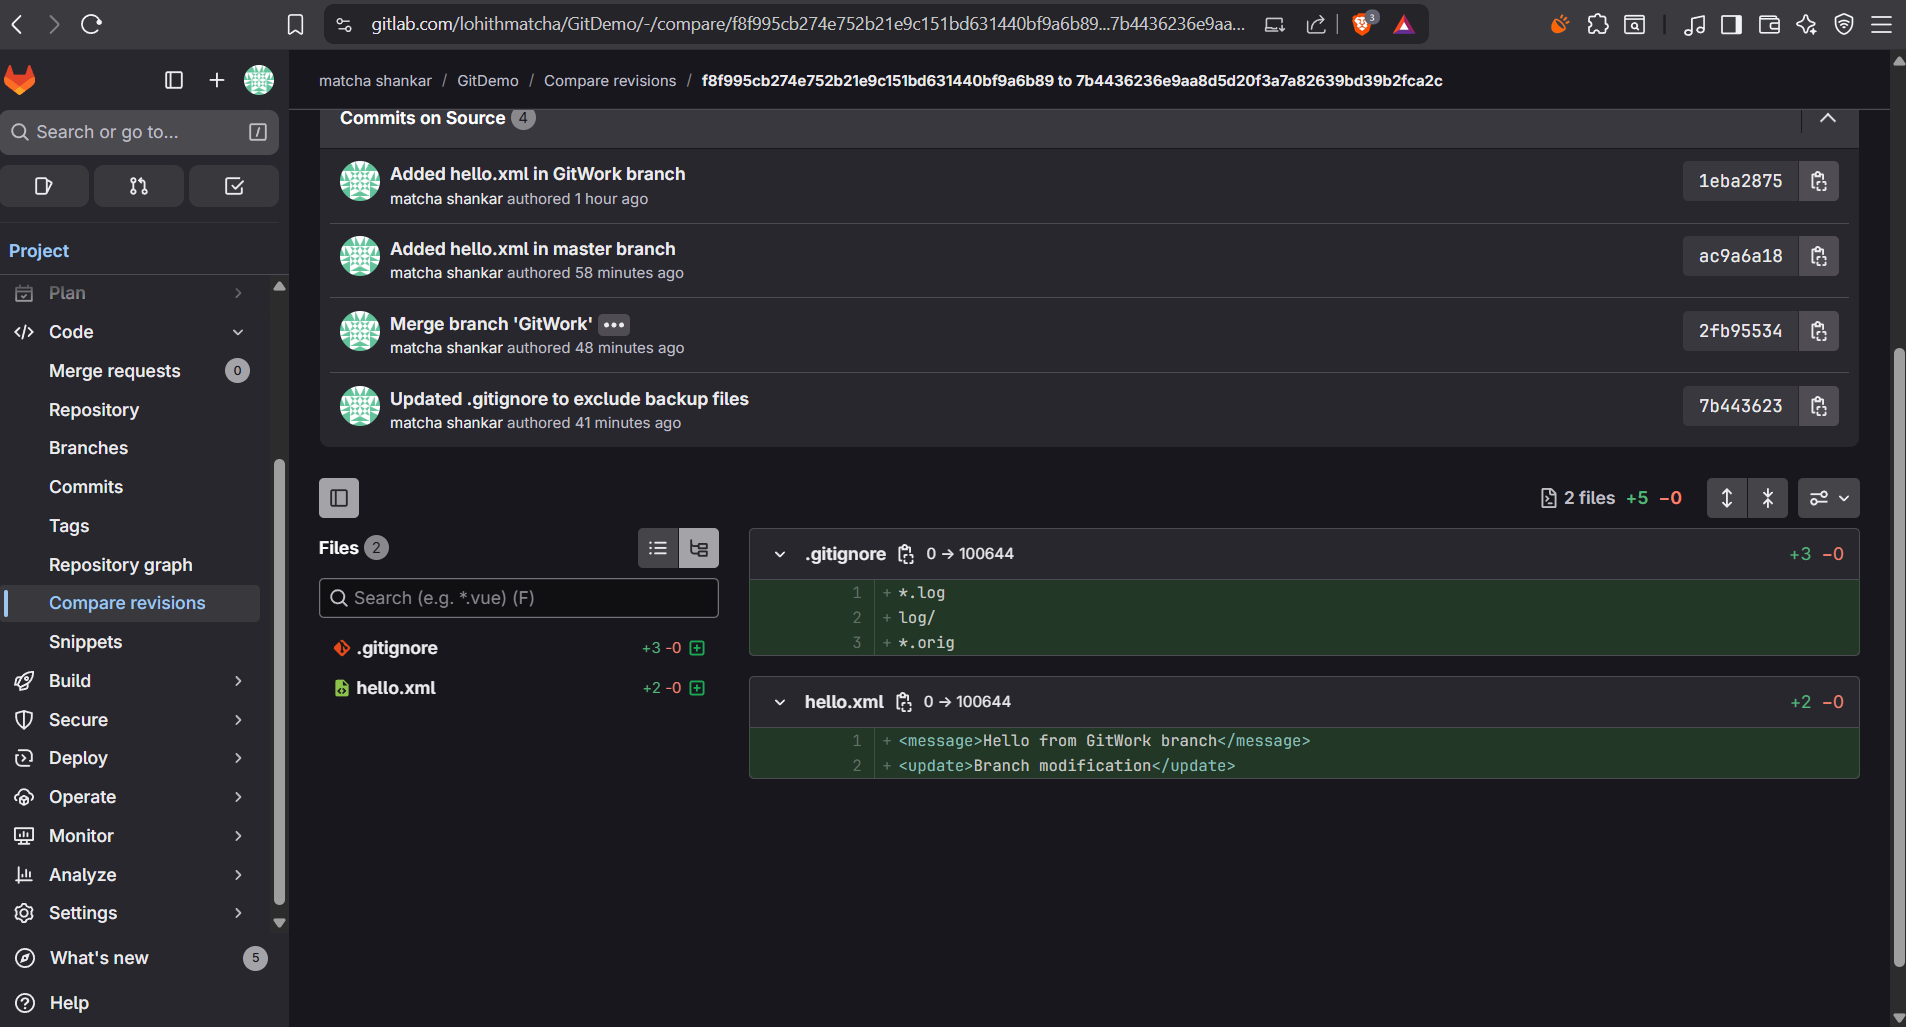 gitlab.com/lohithmatcha/GitDemo/-/compare/f8f995cb274e752b21e9c151bd631440bf9a6b89...7b4436236e9aa...
3
matcha shankar / GitDemo / Compare revisions / f8f995cb274e752b21e9c151bd631440bf9a6b89 to 7b4436236e9aa8d5d20f3a7a82639bd39b2fca2c
Search or go to... /
Project
Plan
Code
Merge requests 0
Repository
Branches
Commits
Tags
Repository graph
Compare revisions
Snippets
Build
Secure
Deploy
Operate
Monitor
Analyze
Settings
What's new 5
Help
Commits on Source 4
Added hello.xml in GitWork branch
matcha shankar authored 1 hour ago
1eba2875
Added hello.xml in master branch
matcha shankar authored 58 minutes ago
ac9a6a18
Merge branch 'GitWork' •••
matcha shankar authored 48 minutes ago
2fb95534
Updated .gitignore to exclude backup files
matcha shankar authored 41 minutes ago
7b443623
2 files +5 −0
Files 2
Search (e.g. *.vue) (F)
.gitignore +3 -0
hello.xml +2 -0
.gitignore 0 → 100644 +3 −0
1 + *.log
2 + log/
3 + *.orig
hello.xml 0 → 100644 +2 −0
1 + <message>Hello from GitWork branch</message>
2 + <update>Branch modification</update>